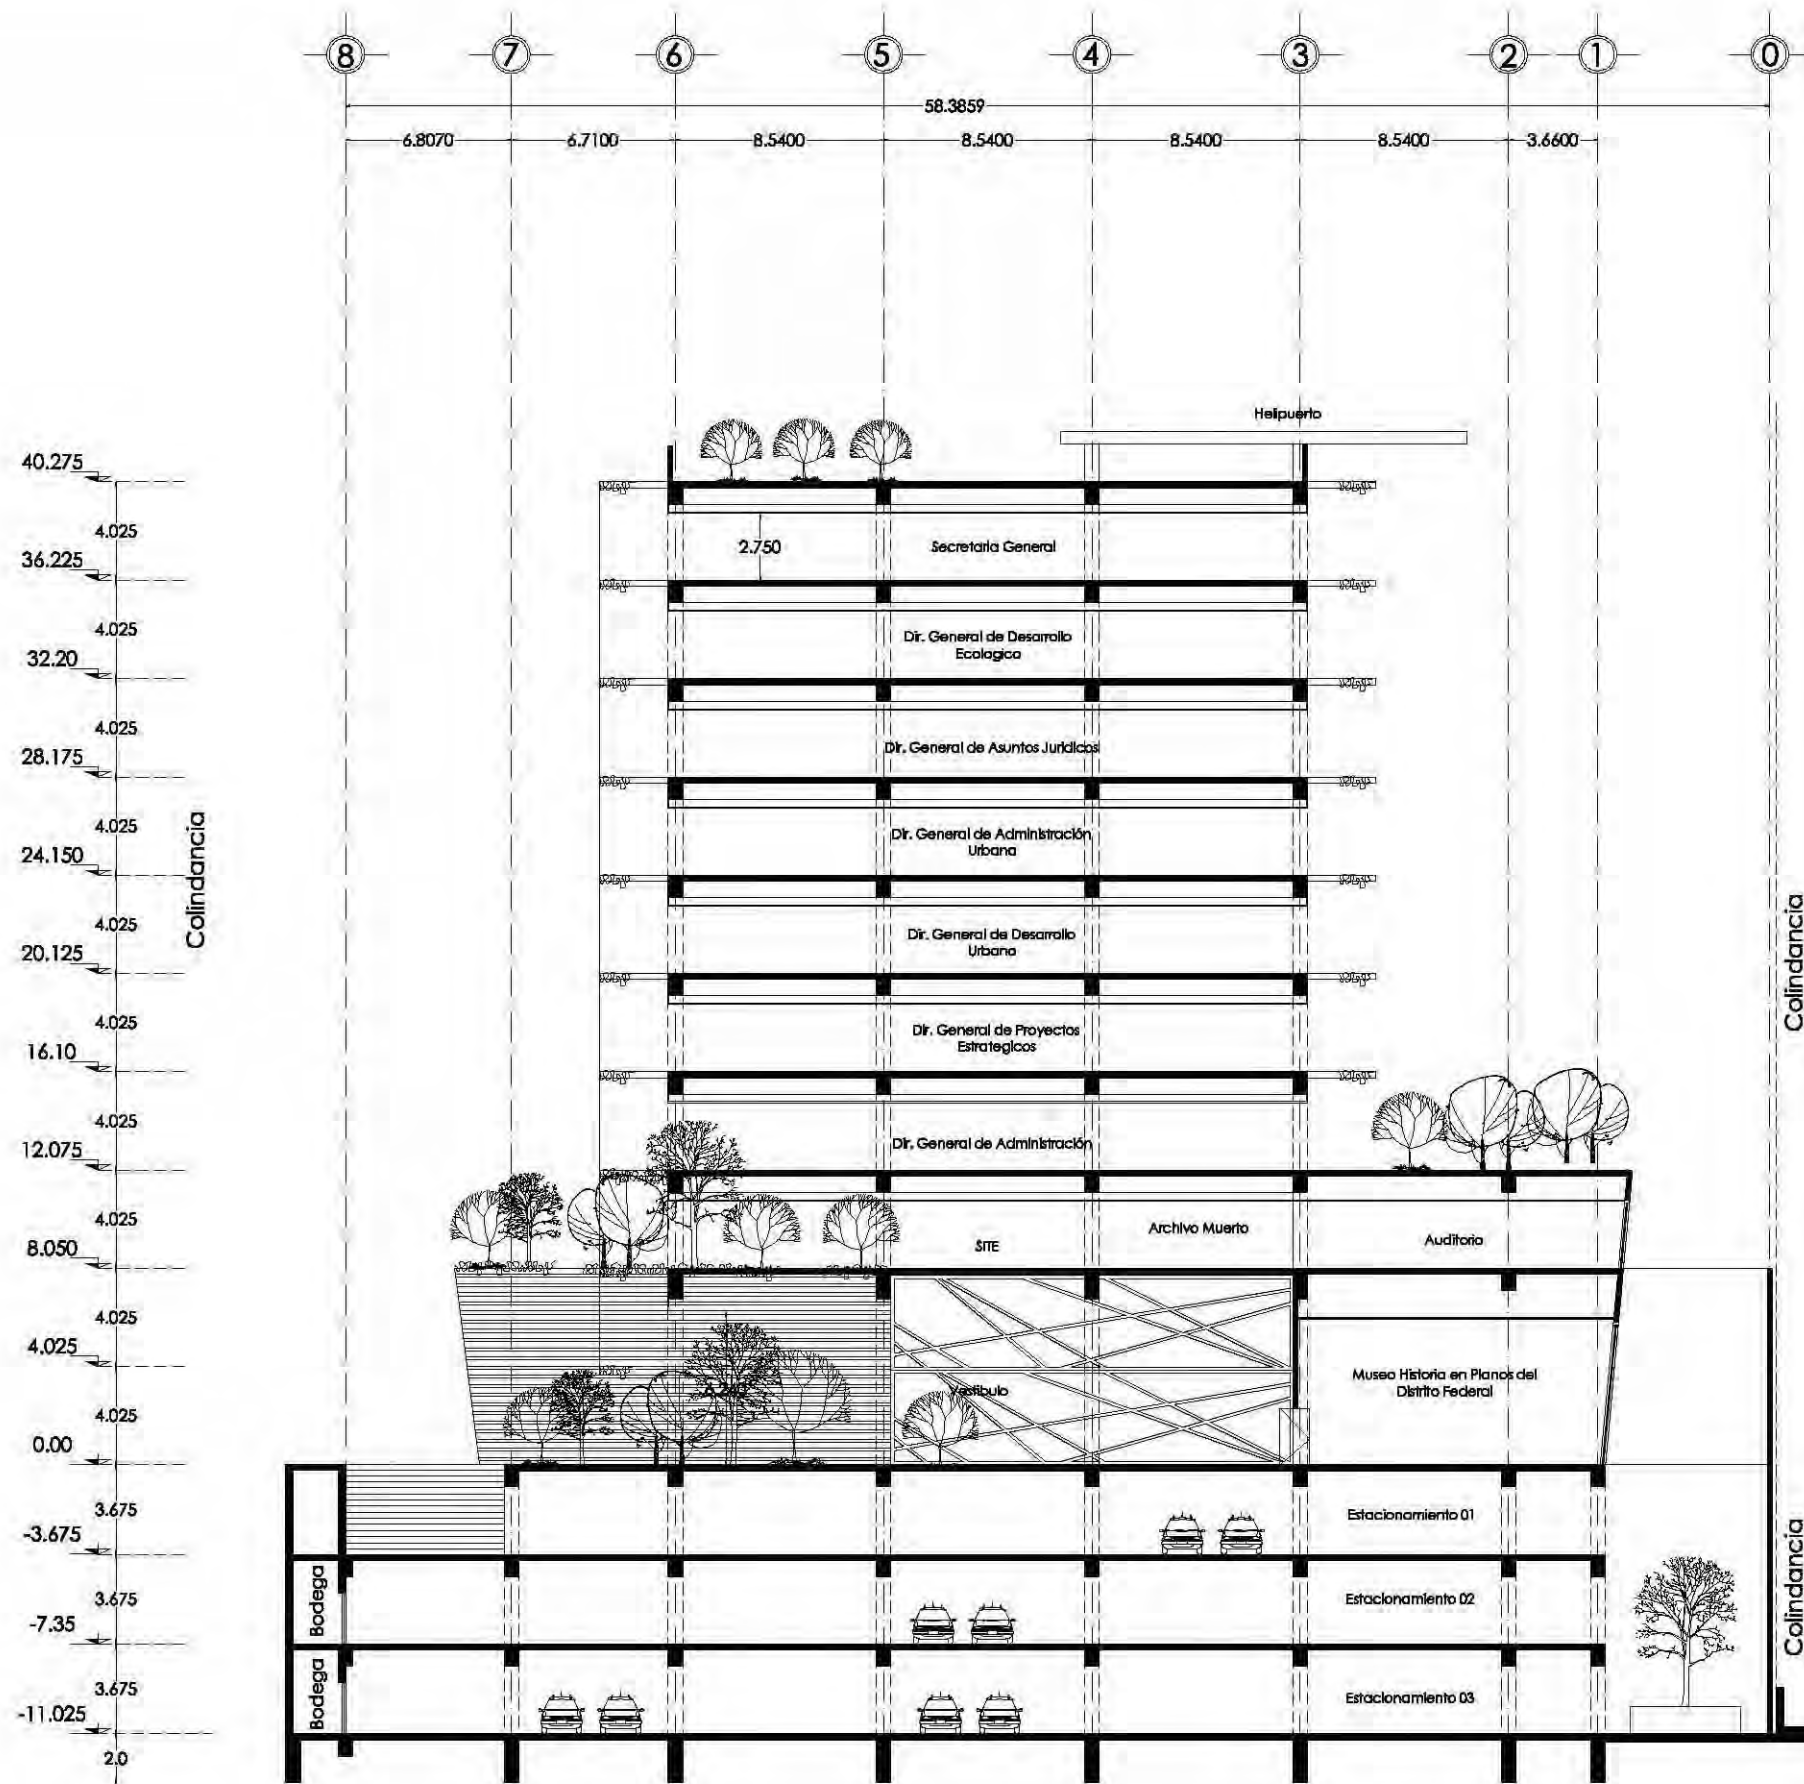 8 7 6 5 4 3 2 1 0
58.3859
6.8070 6.7100 8.5400 8.5400 8.5400 8.5400 3.6600
Helipuerto
40.275
4.025
2.750
Secretaria General
36.225
4.025
Dir. General de Desarrollo
Ecologico
32.20
4.025
Dir. General de Asuntos Juridicos
28.175
4.025
Dir. General de Administración
Urbana
24.150
Colindancia
4.025
Dir. General de Desarrollo
Urbano
20.125
Colindancia
4.025
Dir. General de Proyectos
Estrategicos
16.10
4.025
Dir. General de Administración
12.075
4.025
Archivo Muerto
Auditorio
SITE
8.050
4.025
4.025
Museo Historia en Planos del
Distrito Federal
Vestibulo
4.025
0.00
3.675
Estacionamiento 01
-3.675
Bodega
3.675
Estacionamiento 02
-7.35
Colindancia
Bodega
3.675
Estacionamiento 03
-11.025
2.0